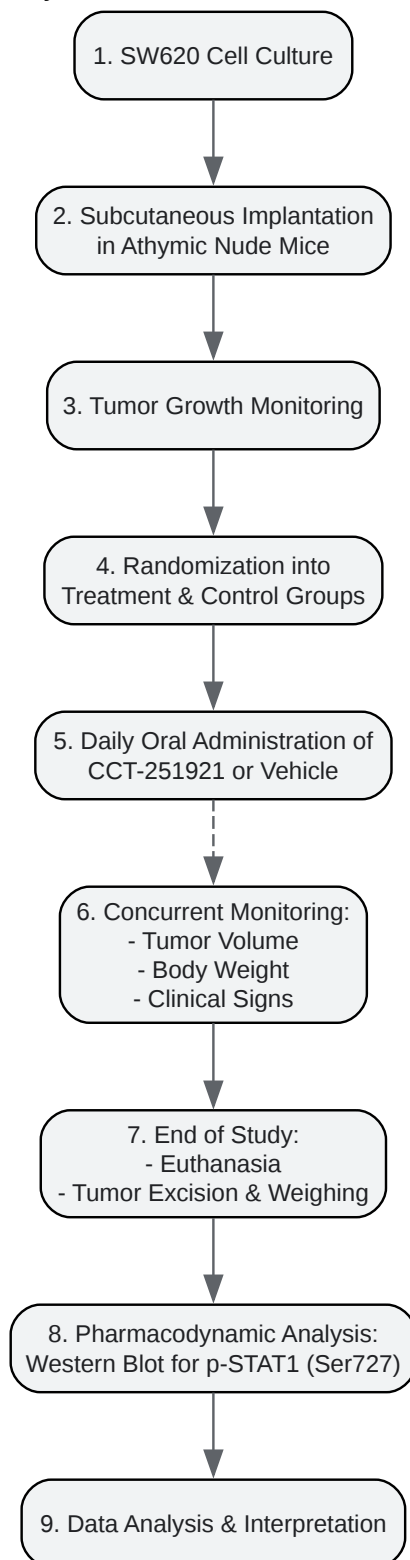 1. SW620 Cell Culture
2. Subcutaneous Implantation
in Athymic Nude Mice
3. Tumor Growth Monitoring
4. Randomization into
Treatment & Control Groups
5. Daily Oral Administration of
CCT-251921 or Vehicle
6. Concurrent Monitoring:
- Tumor Volume
- Body Weight
- Clinical Signs
7. End of Study:
- Euthanasia
- Tumor Excision & Weighing
8. Pharmacodynamic Analysis:
Western Blot for p-STAT1 (Ser727)
9. Data Analysis & Interpretation